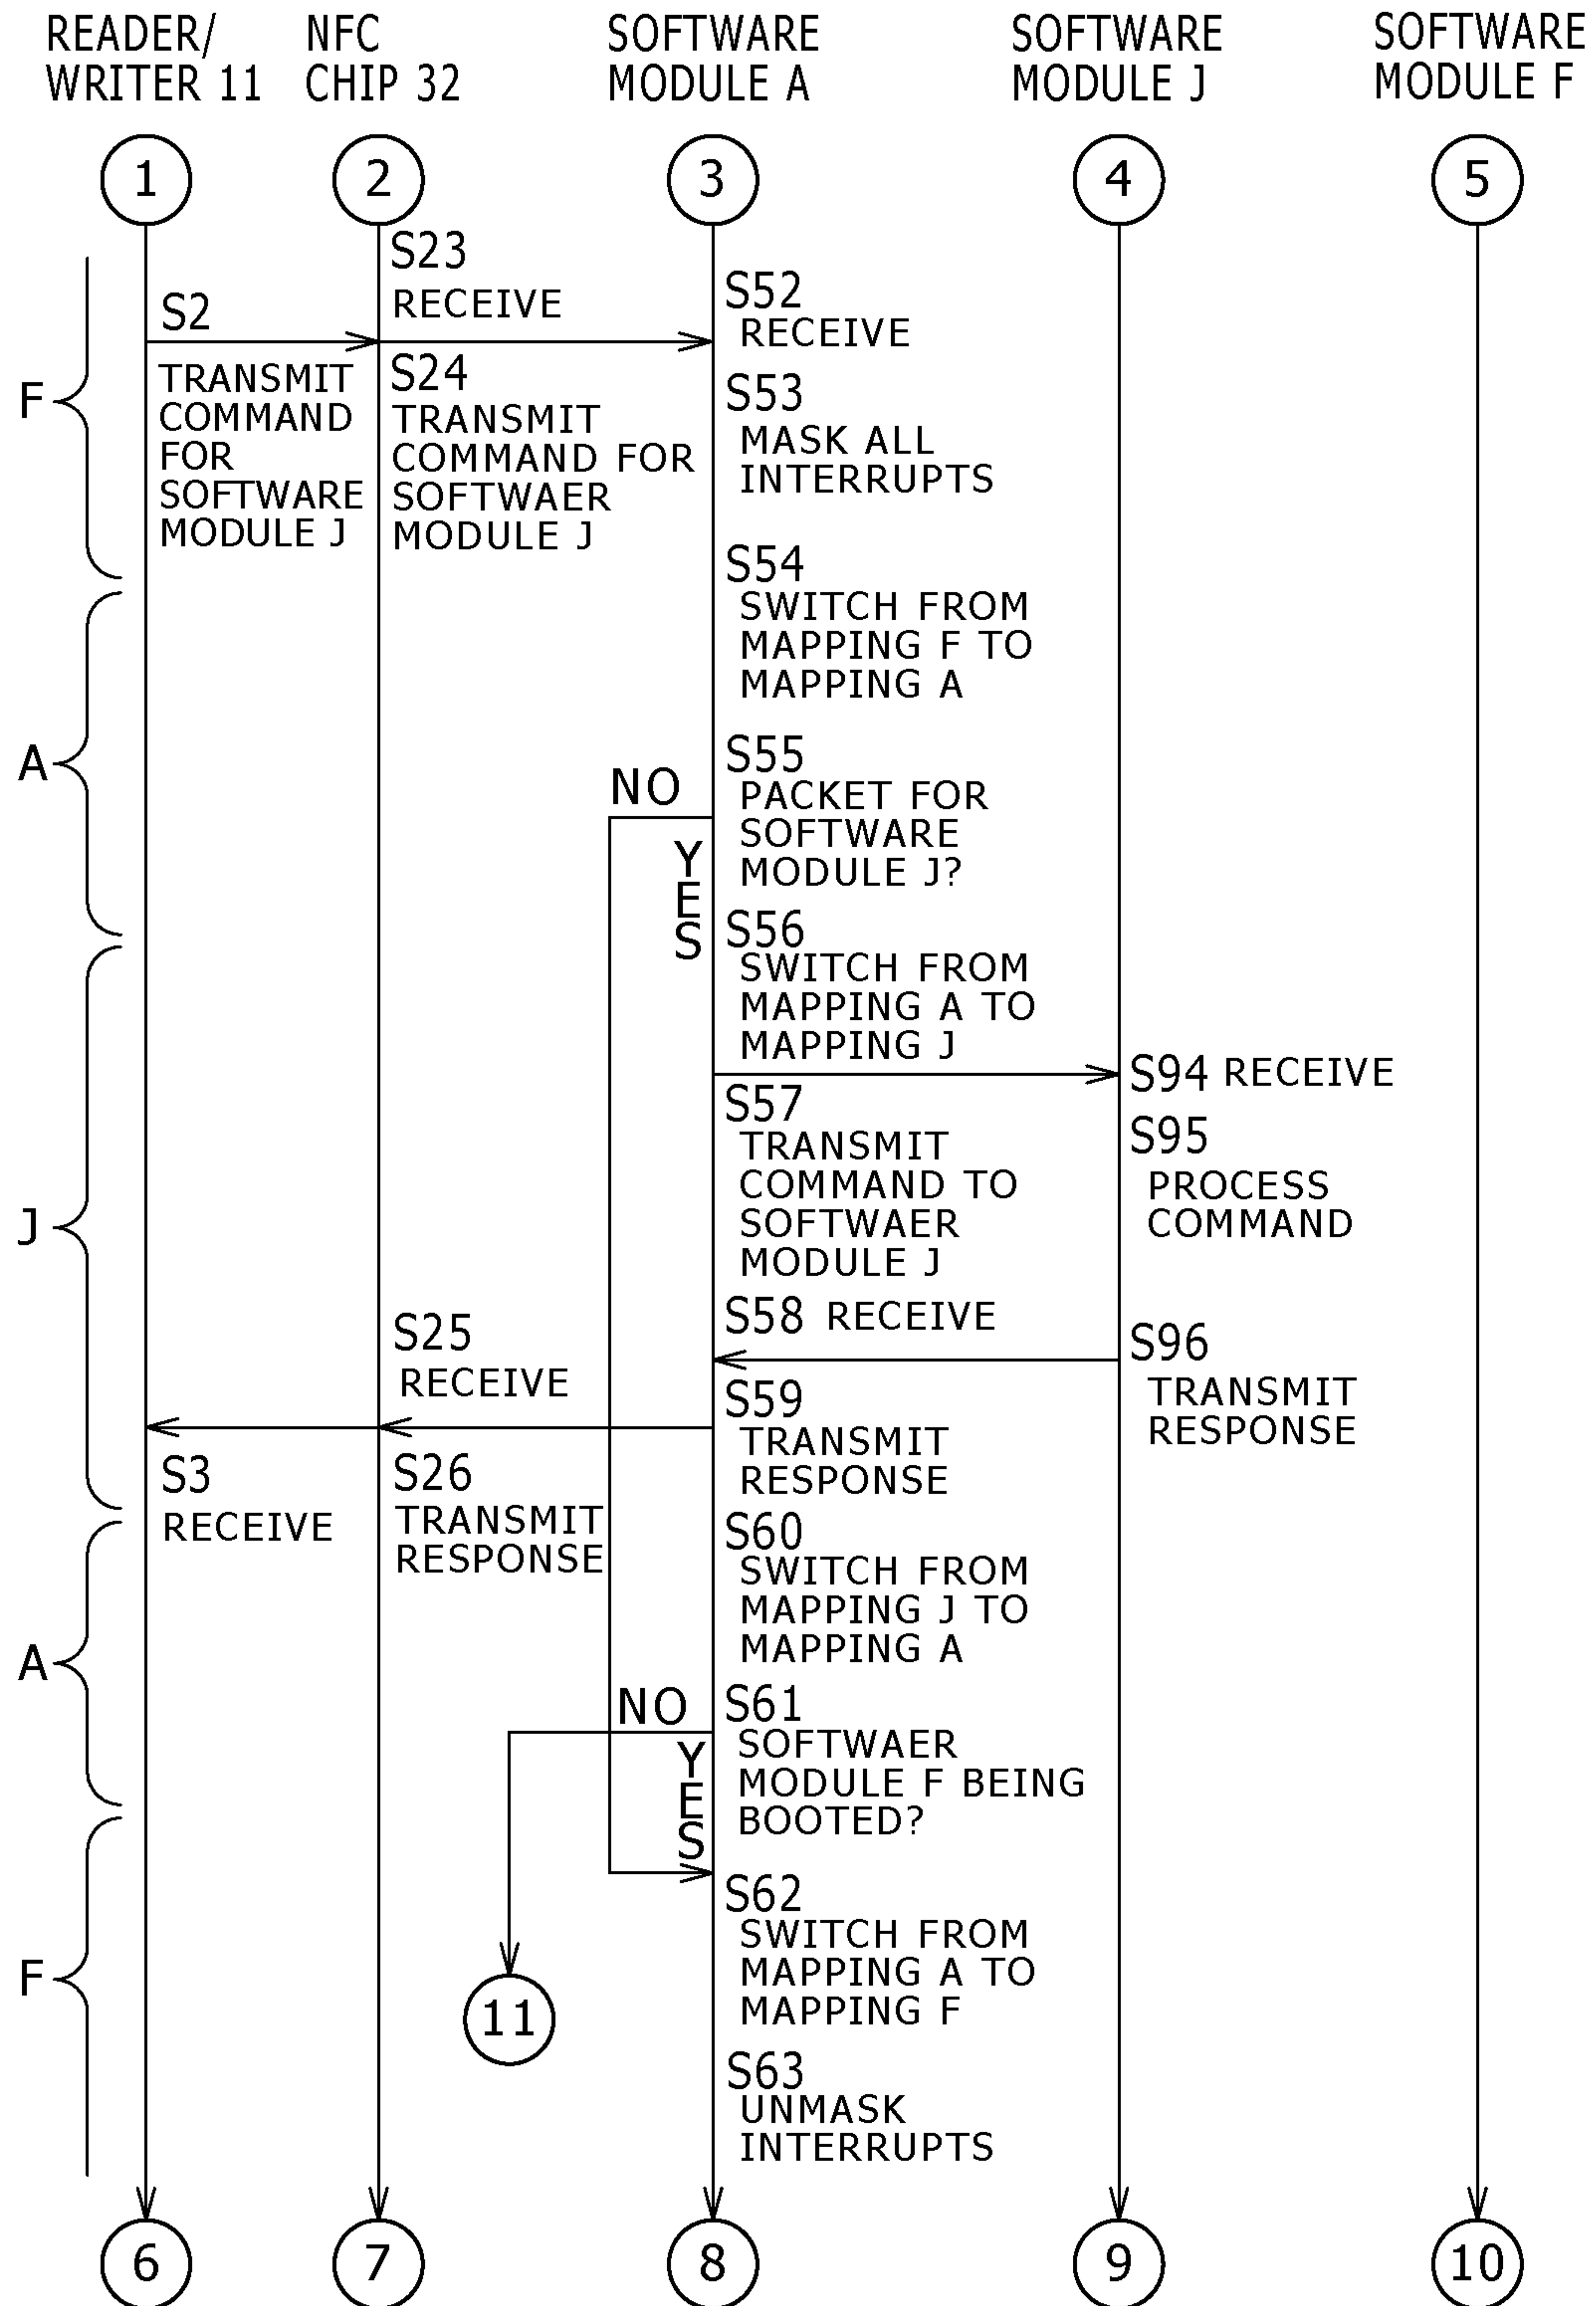 READER/
WRITER 11
NFC
CHIP 32
SOFTWARE
MODULE A
SOFTWARE
MODULE J
SOFTWARE
MODULE F
1
2
3
4
5
F
S2
TRANSMIT
COMMAND
FOR
SOFTWARE
MODULE J
S23
RECEIVE
S24
TRANSMIT
COMMAND FOR
SOFTWAER
MODULE J
S52
RECEIVE
S53
MASK ALL
INTERRUPTS
S54
SWITCH FROM
MAPPING F TO
MAPPING A
A
NO
YES
S55
PACKET FOR
SOFTWARE
MODULE J?
S56
SWITCH FROM
MAPPING A TO
MAPPING J
S94 RECEIVE
S57
TRANSMIT
COMMAND TO
SOFTWAER
MODULE J
S95
PROCESS
COMMAND
J
S58 RECEIVE
S96
TRANSMIT
RESPONSE
S25
RECEIVE
S59
TRANSMIT
RESPONSE
S3
RECEIVE
S26
TRANSMIT
RESPONSE
S60
SWITCH FROM
MAPPING J TO
MAPPING A
A
NO
YES
S61
SOFTWAER
MODULE F BEING
BOOTED?
S62
SWITCH FROM
MAPPING A TO
MAPPING F
F
11
S63
UNMASK
INTERRUPTS
6
7
8
9
10